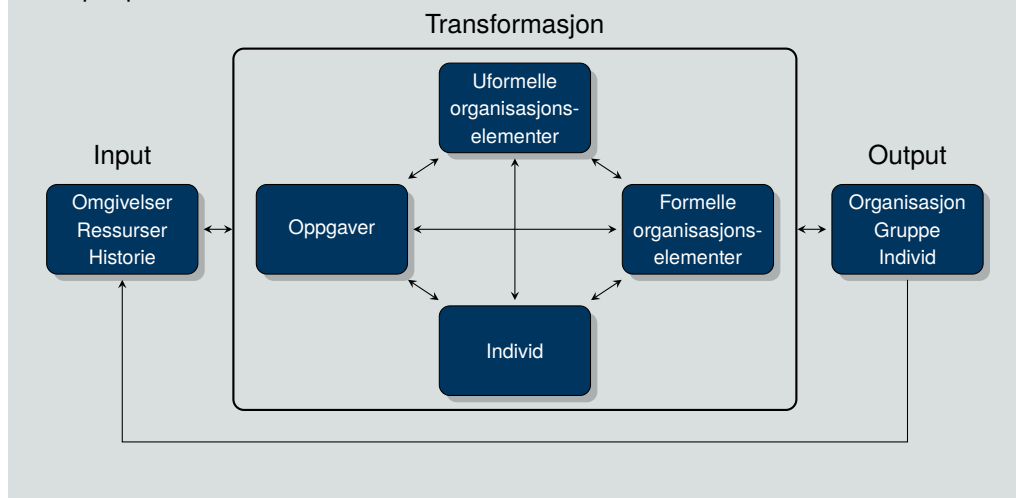 Transformasjon
Uformelle
organisasjons-
elementer
Input
Omgivelser
Ressurser
Historie
Oppgaver
Formelle
organisasjons-
elementer
Output
Organisasjon
Gruppe
Individ
Individ